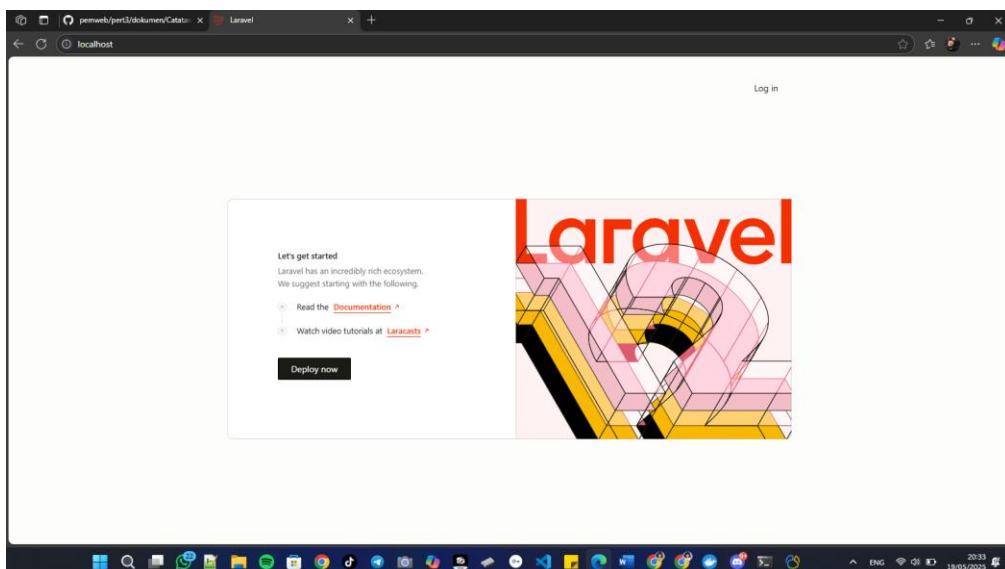 pemweb/pert3/dokumen/Catata
Laravel
localhost
Log in
Laravel
Let's get started
Laravel has an incredibly rich ecosystem.
We suggest starting with the following.
Read the Documentation
Watch video tutorials at Laracasts
Deploy now
22
ENG
20:33
19/05/2025